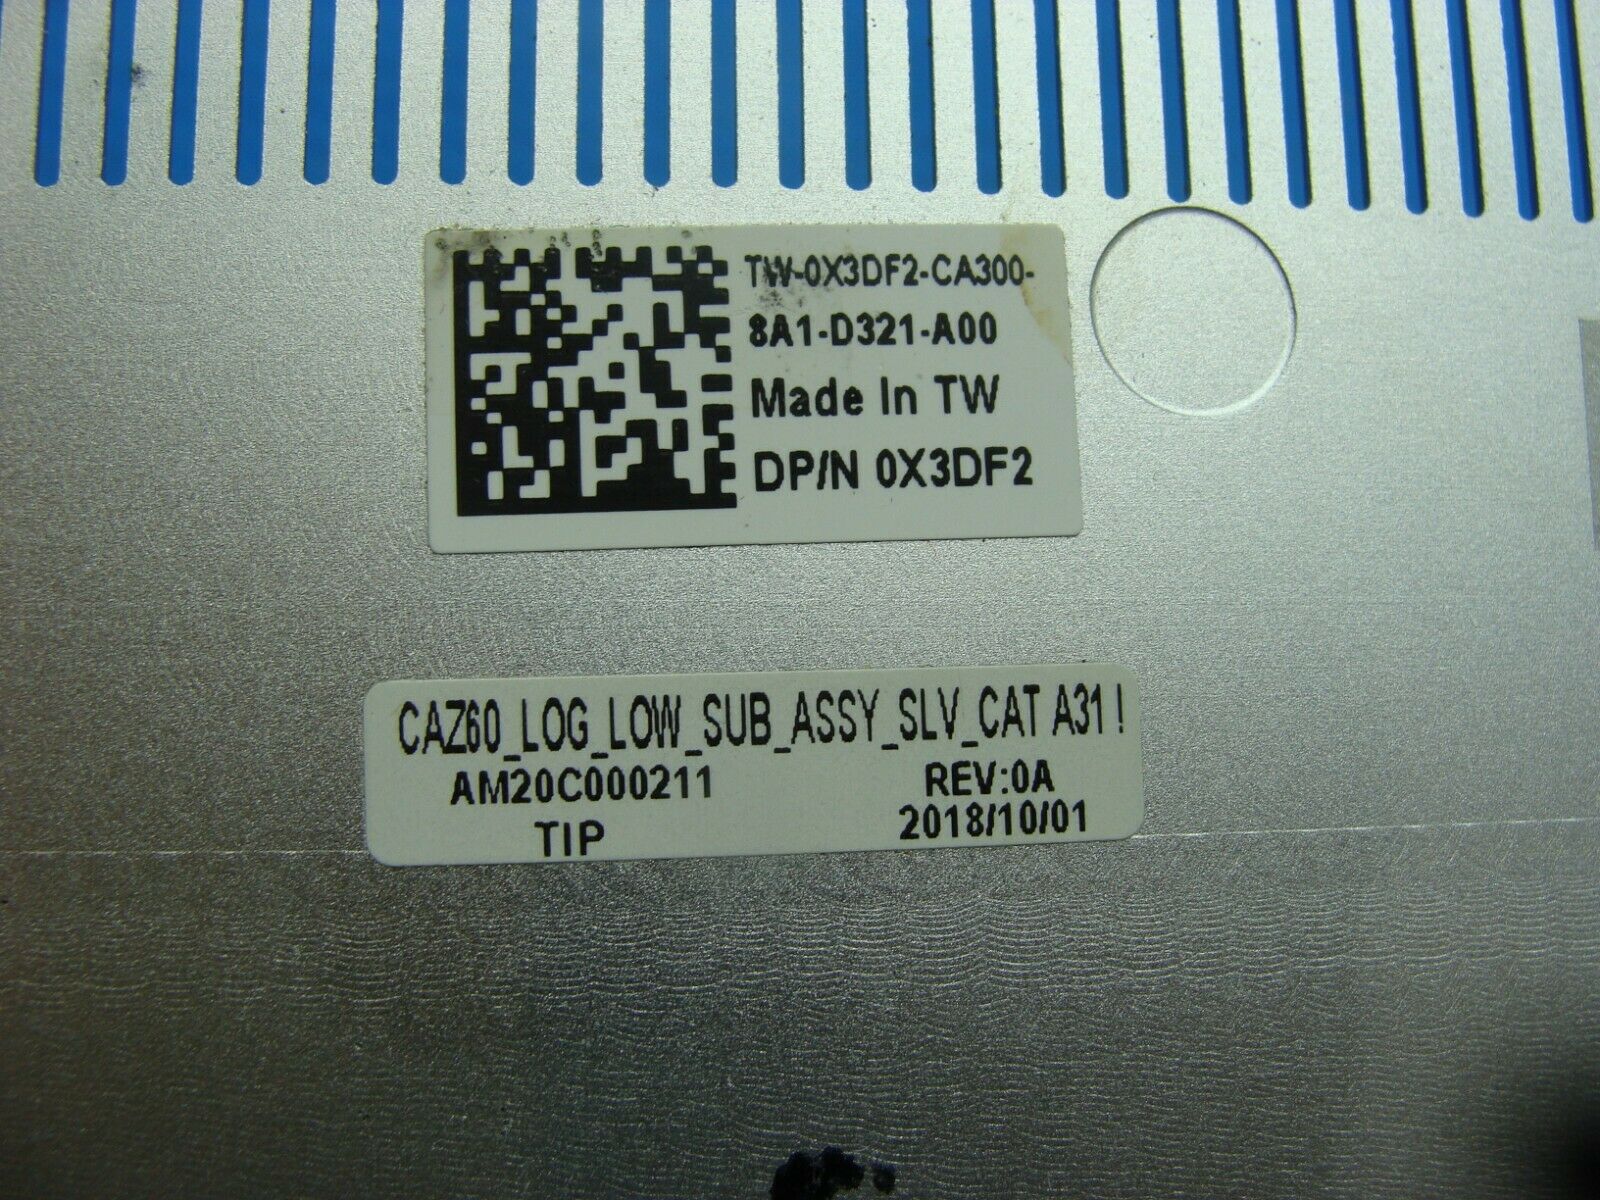 TW-0X3DF2-CA300-
8A1-D321-A00
Made In TW
DP/N 0X3DF2
CAZ60_LOG_LOW_SUB_ASSY_SLV_CAT A31 !
AM20C000211 REV:0A
TIP 2018/10/01